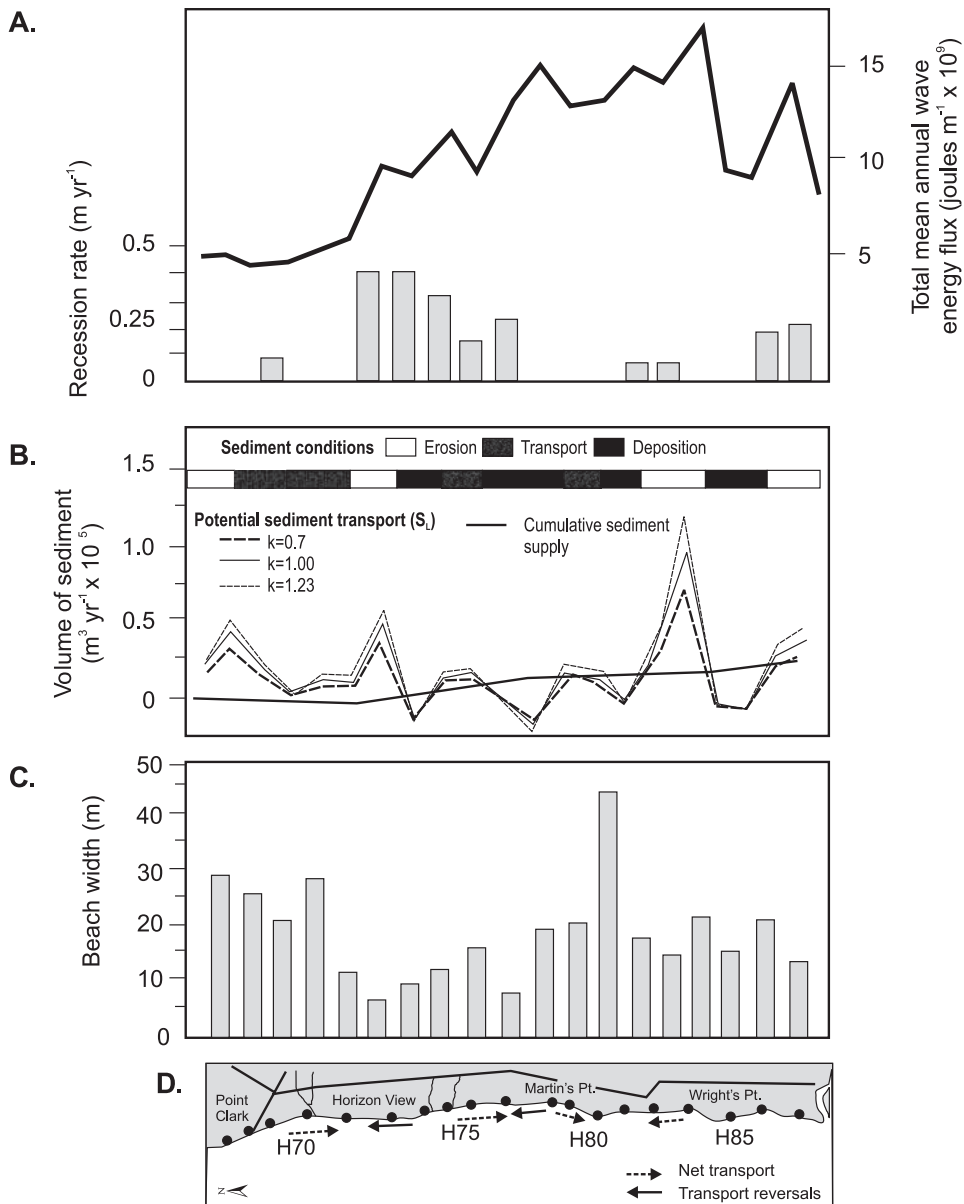 A.
Recession rate (m yr⁻¹)
0.5
0.25
0
15
10
5
Total mean annual wave
energy flux (joules m⁻¹ x 10⁹)
B.
Sediment conditions
Erosion
Transport
Deposition
Potential sediment transport (S_L)
k=0.7
k=1.00
k=1.23
Cumulative sediment
supply
Volume of sediment
(m³ yr⁻¹ x 10⁵)
1.5
1.0
0.5
0
C.
Beach width (m)
50
40
30
20
10
0
D.
Point
Clark
Horizon View
Martin's Pt.
Wright's Pt.
H70
H75
H80
H85
N
Net transport
Transport reversals